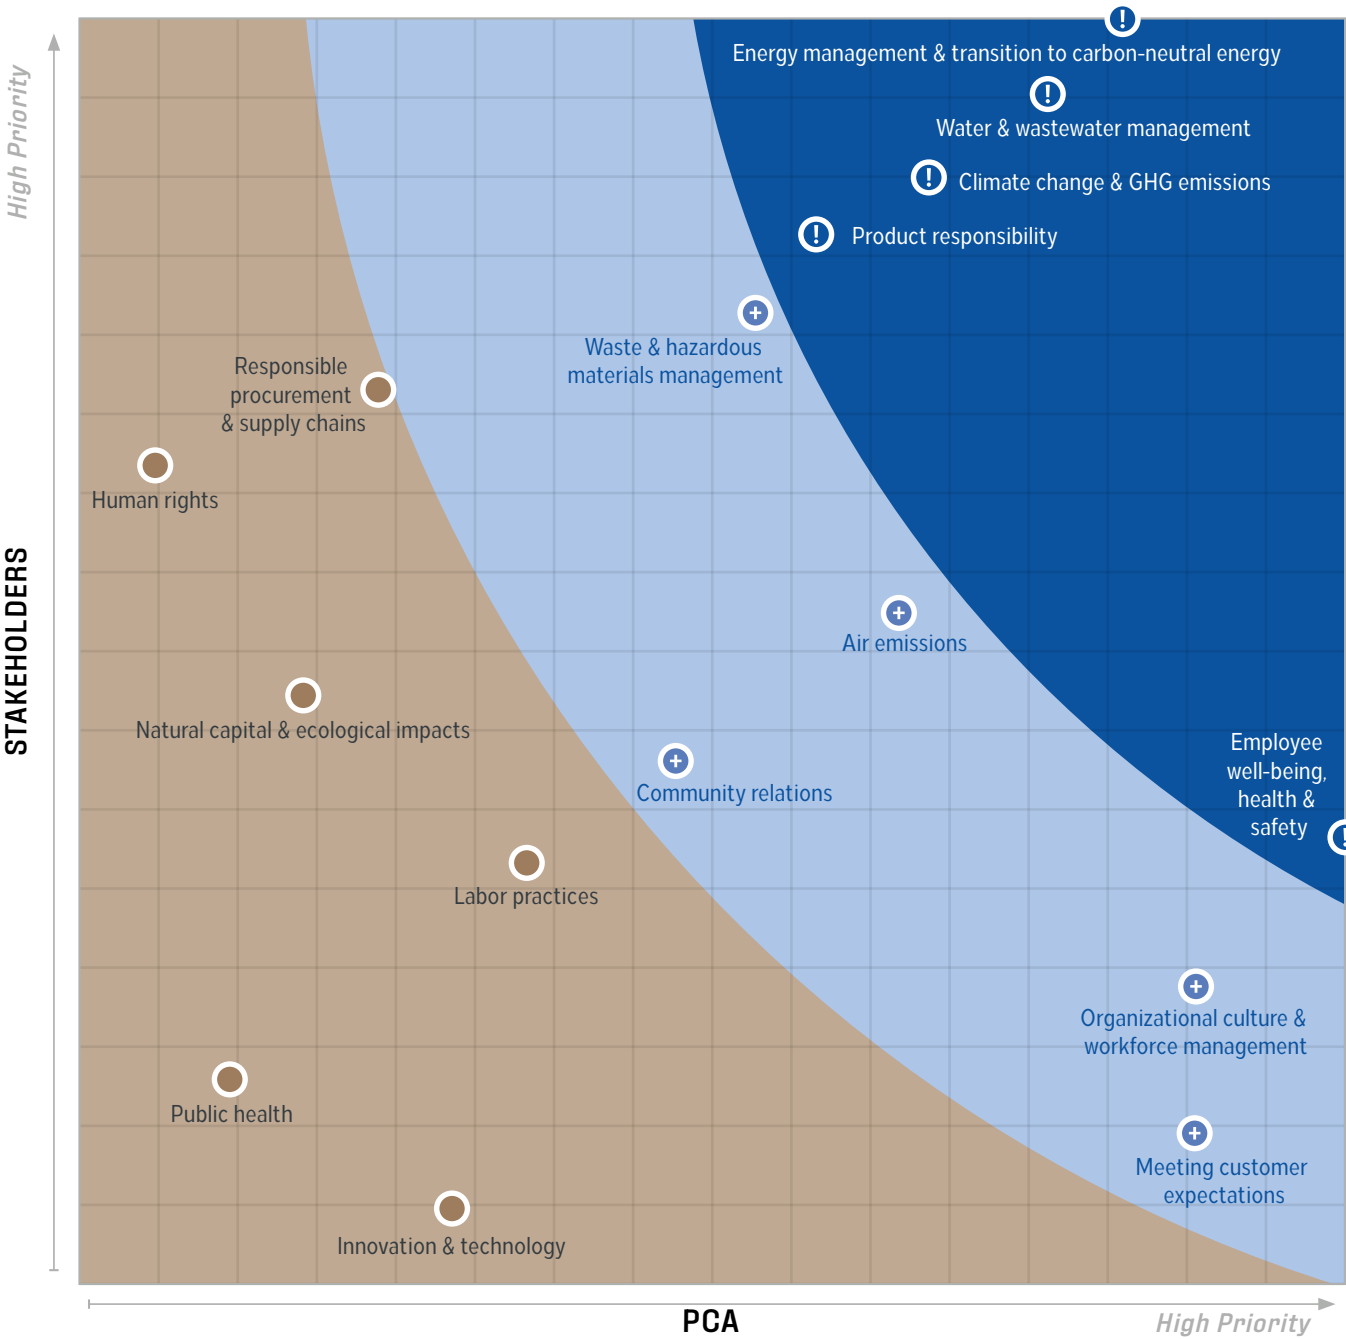 Energy management & transition to carbon-neutral energy
Water & wastewater management
Climate change & GHG emissions
Product responsibility
High Priority
Waste & hazardous
materials management
Responsible
procurement
& supply chains
Human rights
STAKEHOLDERS
Air emissions
Natural capital & ecological impacts
Community relations
Employee
well-being,
health &
safety
Labor practices
Organizational culture &
workforce management
Public health
Meeting customer
expectations
Innovation & technology
PCA
High Priority